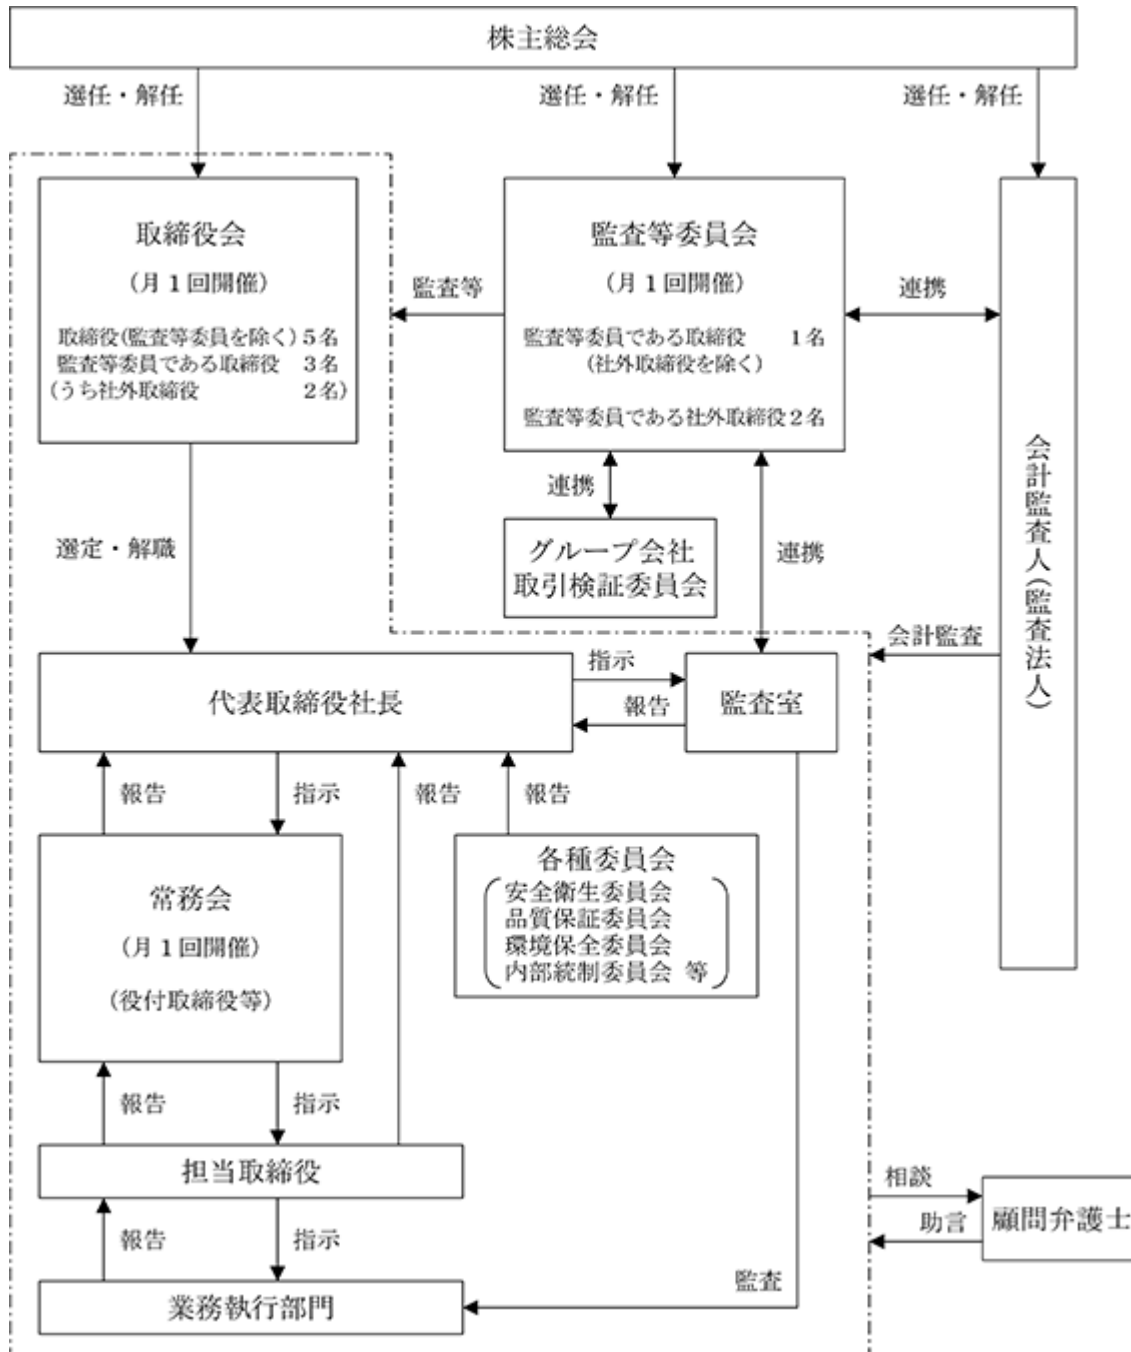 株主総会
選任・解任
選任・解任
選任・解任
取締役会
(月1回開催)
取締役(監査等委員を除く)5名
監査等委員である取締役 3名
(うち社外取締役 2名)
監査等
監査等委員会
(月1回開催)
監査等委員である取締役 1名
(社外取締役を除く)
監査等委員である社外取締役2名
連携
会計監査人(監査法人)
選定・解職
連携
グループ会社
取引検証委員会
連携
会計監査
代表取締役社長
指示
報告
監査室
報告
指示
報告
報告
常務会
(月1回開催)
(役付取締役等)
各種委員会
安全衛生委員会
品質保証委員会
環境保全委員会
内部統制委員会 等
報告
指示
担当取締役
相談
助言
顧問弁護士
報告
指示
監査
業務執行部門